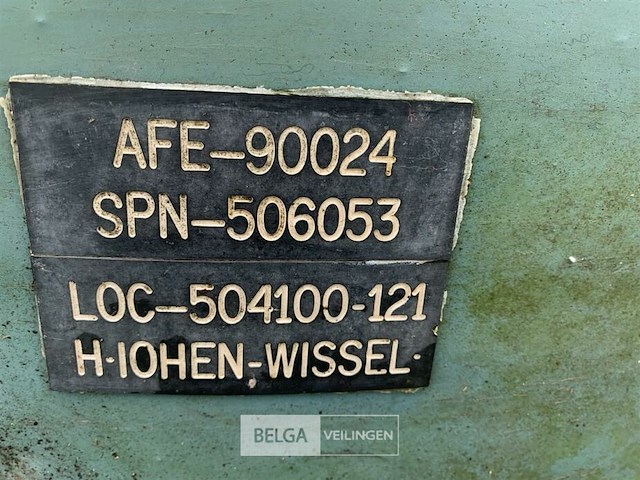 AFE-90024
SPN-506053
LOC-504100-121
H·IOHEN-WISSEL·
BELGA VEILINGEN